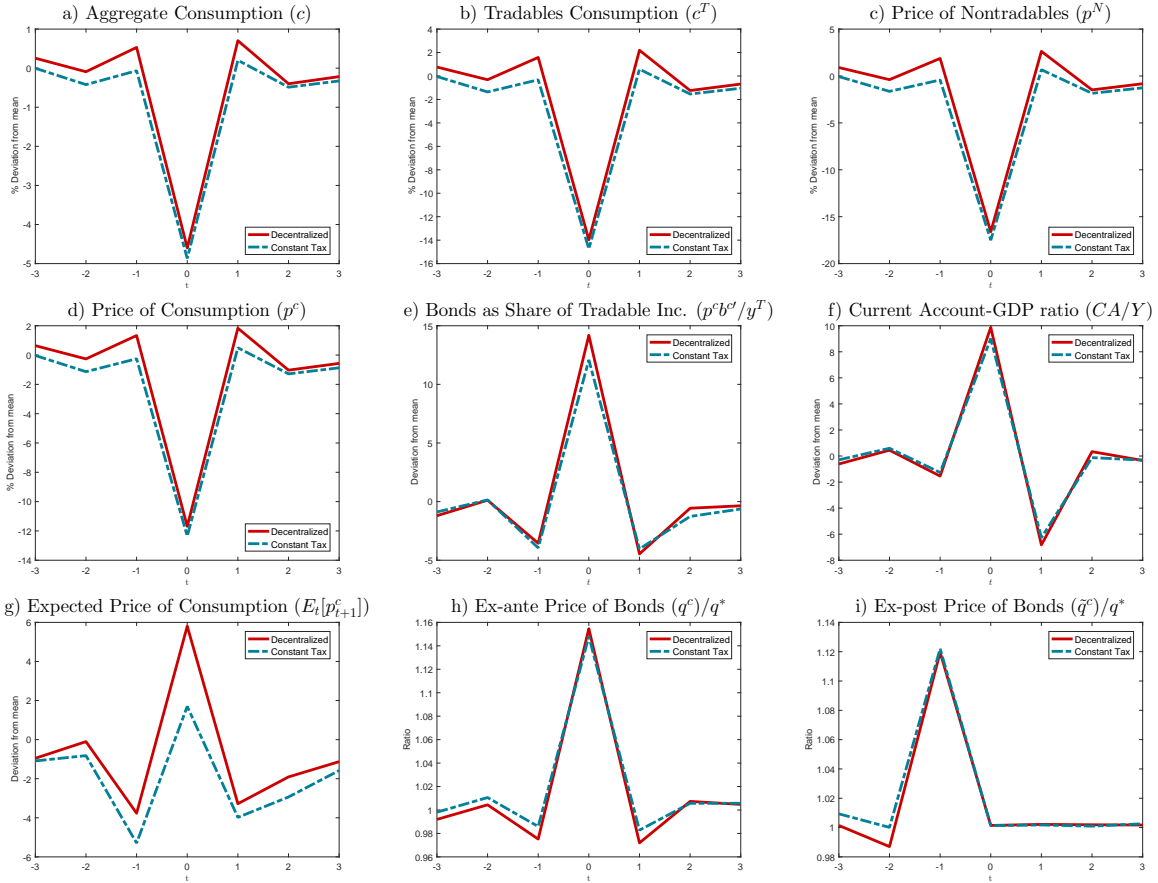 a) Aggregate Consumption (c)
1
0
-1
-2
-3
-4
-5
% Deviation from mean
Decentralized
Constant Tax
-3 -2 -1 0 1 2 3
t
b) Tradables Consumption (c^T)
4
2
0
-2
-4
-6
-8
-10
-12
-14
-16
% Deviation from mean
Decentralized
Constant Tax
-3 -2 -1 0 1 2 3
t
c) Price of Nontradables (p^N)
5
0
-5
-10
-15
-20
% Deviation from mean
Decentralized
Constant Tax
-3 -2 -1 0 1 2 3
t
d) Price of Consumption (p^c)
2
0
-2
-4
-6
-8
-10
-12
-14
% Deviation from mean
Decentralized
Constant Tax
-3 -2 -1 0 1 2 3
t
e) Bonds as Share of Tradable Inc. (p^c b^c′/y^T)
15
10
5
0
-5
Deviation from mean
Decentralized
Constant Tax
-3 -2 -1 0 1 2 3
t
f) Current Account-GDP ratio (CA/Y)
10
8
6
4
2
0
-2
-4
-6
-8
Deviation from mean
Decentralized
Constant Tax
-3 -2 -1 0 1 2 3
t
g) Expected Price of Consumption (E_t[p^c_{t+1}])
6
4
2
0
-2
-4
-6
Deviation from mean
Decentralized
Constant Tax
-3 -2 -1 0 1 2 3
t
h) Ex-ante Price of Bonds (q^c)/q*
1.16
1.14
1.12
1.1
1.08
1.06
1.04
1.02
1
0.98
0.96
Ratio
Decentralized
Constant Tax
-3 -2 -1 0 1 2 3
t
i) Ex-post Price of Bonds (q̃^c)/q*
1.14
1.12
1.1
1.08
1.06
1.04
1.02
1
0.98
Ratio
Decentralized
Constant Tax
-3 -2 -1 0 1 2 3
t